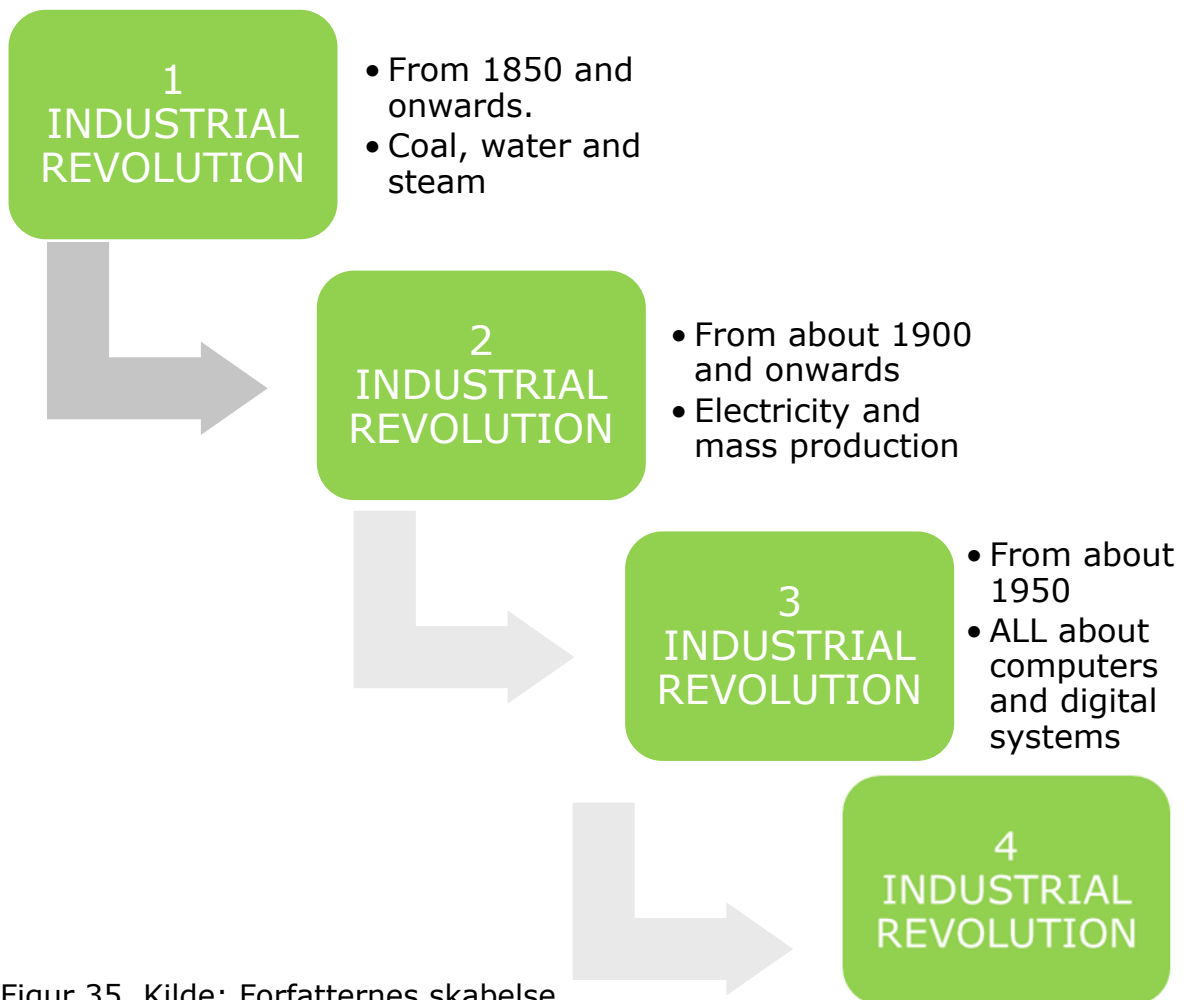 1
INDUSTRIAL
REVOLUTION
• From 1850 and
onwards.
• Coal, water and
steam
2
INDUSTRIAL
REVOLUTION
• From about 1900
and onwards
• Electricity and
mass production
3
INDUSTRIAL
REVOLUTION
• From about
1950
• ALL about
computers
and digital
systems
4
INDUSTRIAL
REVOLUTION
Figur 35. Kilde: Forfatternes skabelse